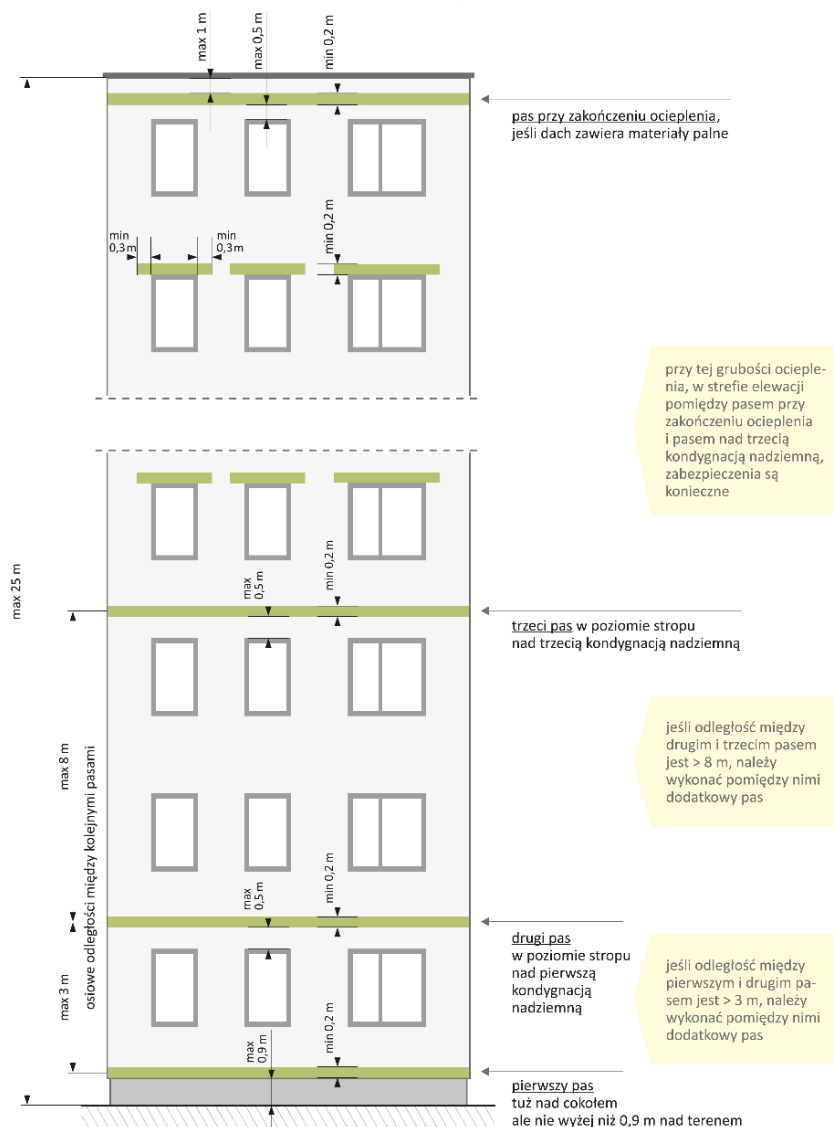 max 1 m
max 0,5 m
min 0,2 m
pas przy zakończeniu ocieplenia,
jeśli dach zawiera materiały palne
min
0,3 m
min
0,3 m
min 0,2 m
przy tej grubości ocieple-
nia, w strefie elewacji
pomiędzy pasem przy
zakończeniu ocieplenia
i pasem nad trzecią
kondygnacją nadziemną,
zabezpieczenia są
konieczne
max 25 m
max
0,5 m
min 0,2 m
trzeci pas w poziomie stropu
nad trzecią kondygnacją nadziemną
max 8 m
osiowe odległości między kolejnymi pasami
jeśli odległość między
drugim i trzecim pasem
jest > 8 m, należy
wykonać pomiędzy nimi
dodatkowy pas
max
0,5 m
min 0,2 m
drugi pas
w poziomie stropu
nad pierwszą
kondygnacją
nadziemną
max 3 m
jeśli odległość między
pierwszym i drugim pa-
sem jest > 3 m, należy
wykonać pomiędzy nimi
dodatkowy pas
max
0,9 m
min 0,2 m
pierwszy pas
tuż nad cokołem
ale nie wyżej niż 0,9 m nad terenem